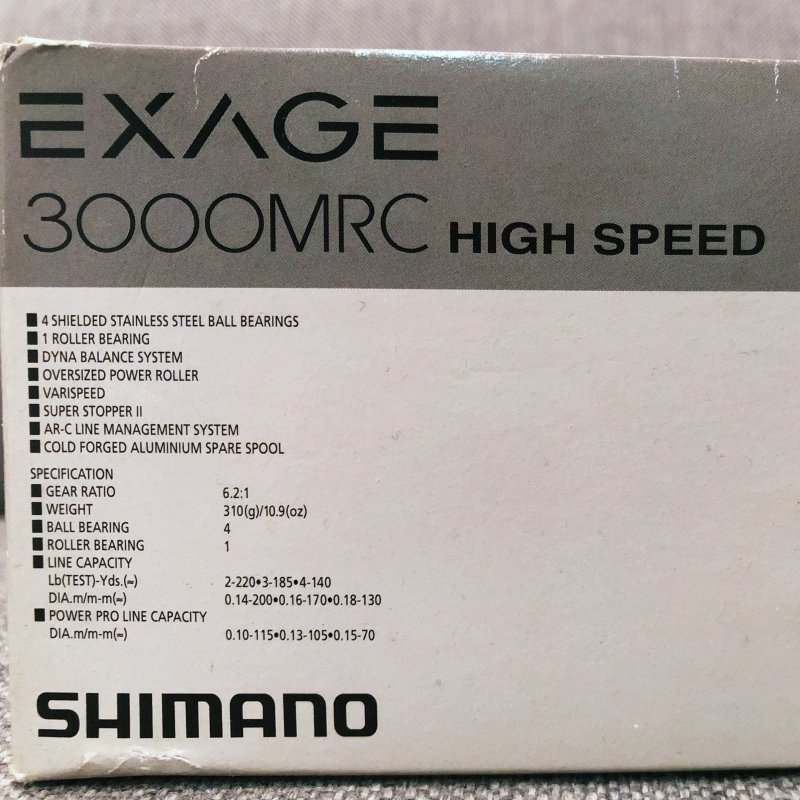 EXAGE
3000MRC HIGH SPEED
■ 4 SHIELDED STAINLESS STEEL BALL BEARINGS
■ 1 ROLLER BEARING
■ DYNA BALANCE SYSTEM
■ OVERSIZED POWER ROLLER
■ VARISPEED
■ SUPER STOPPER II
■ AR-C LINE MANAGEMENT SYSTEM
■ COLD FORGED ALUMINIUM SPARE SPOOL
SPECIFICATION
■ GEAR RATIO 6.2:1
■ WEIGHT 310(g)/10.9(oz)
■ BALL BEARING 4
■ ROLLER BEARING 1
■ LINE CAPACITY
Lb(TEST)-Yds.(≈) 2-220•3-185•4-140
DIA.m/m-m(≈) 0.14-200•0.16-170•0.18-130
■ POWER PRO LINE CAPACITY
DIA.m/m-m(≈) 0.10-115•0.13-105•0.15-70
SHIMANO